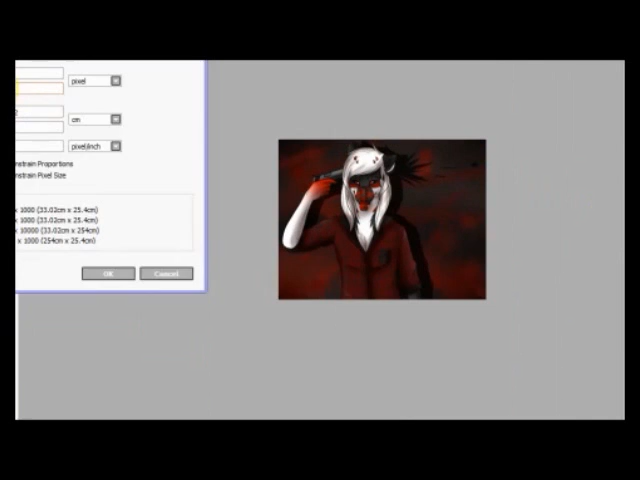 pixel
cm
pixel/inch
nstrain Proportions
nstrain Pixel Size
x 1000 (33.02cm x 25.4cm)
x 1000 (33.02cm x 25.4cm)
x 10000 (33.02cm x 254cm)
x 1000 (254cm x 25.4cm)
OK Cancel